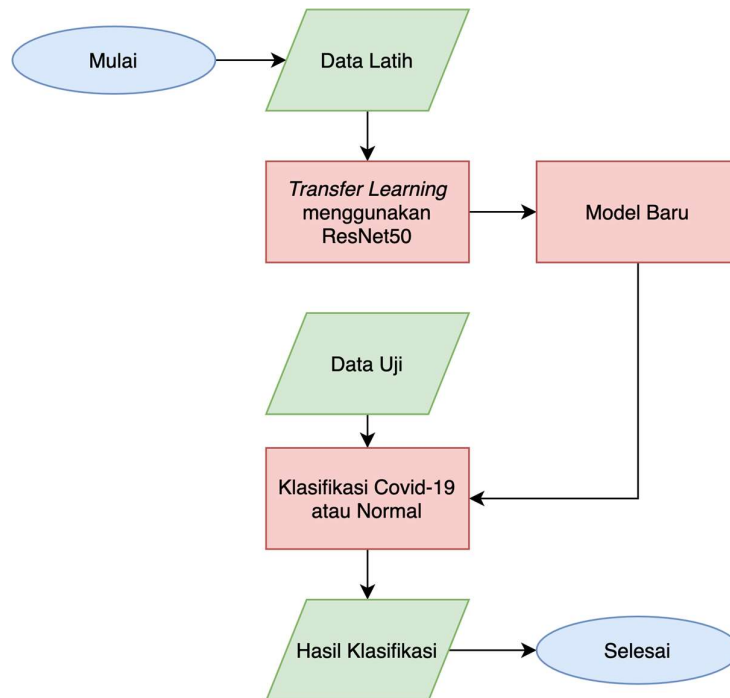 Mulai
Data Latih
Transfer Learning
menggunakan
ResNet50
Model Baru
Data Uji
Klasifikasi Covid-19
atau Normal
Hasil Klasifikasi
Selesai